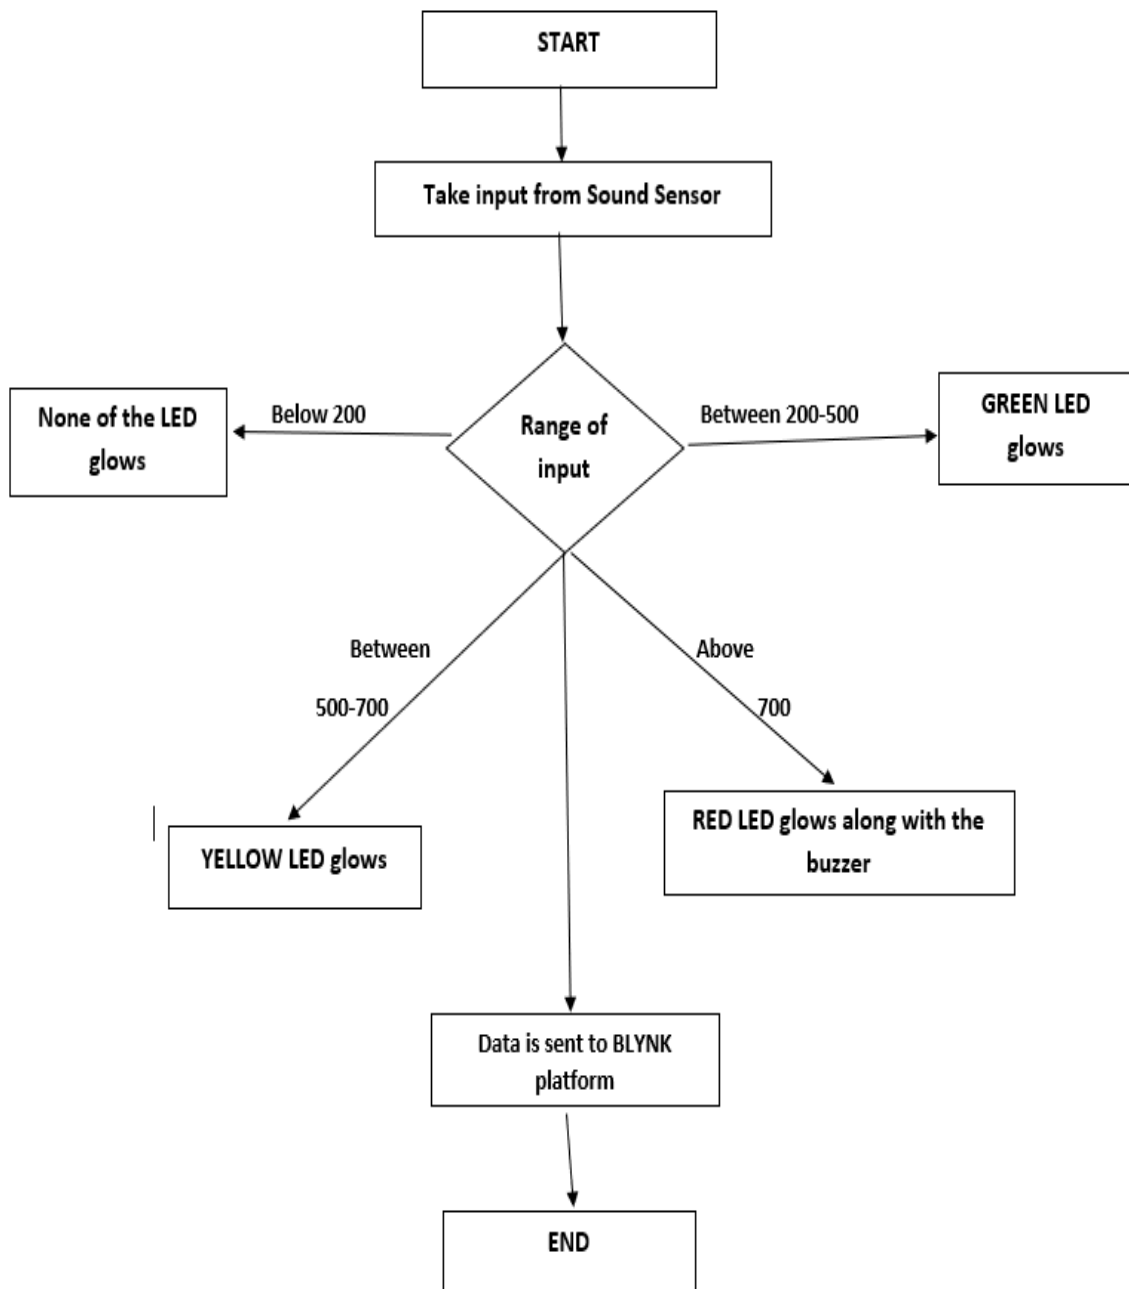 START
Take input from Sound Sensor
None of the LED
glows
Below 200
Range of
input
Between 200-500
GREEN LED
glows
Between
500-700
Above
700
YELLOW LED glows
RED LED glows along with the
buzzer
Data is sent to BLYNK
platform
END